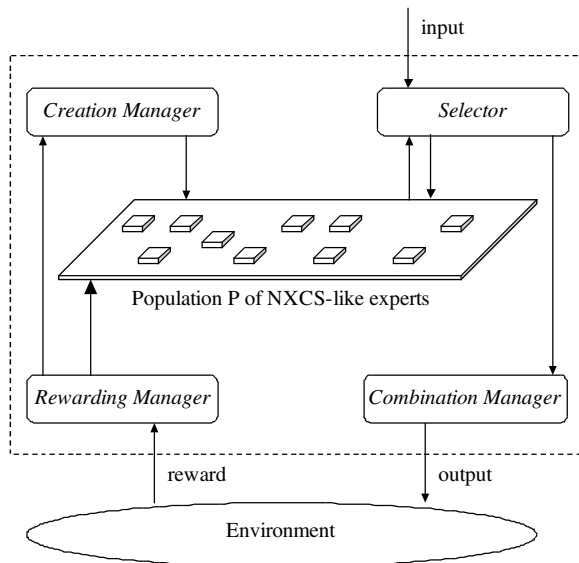 input
Creation Manager
Selector
Population P of NXCS-like experts
Rewarding Manager
Combination Manager
reward
output
Environment